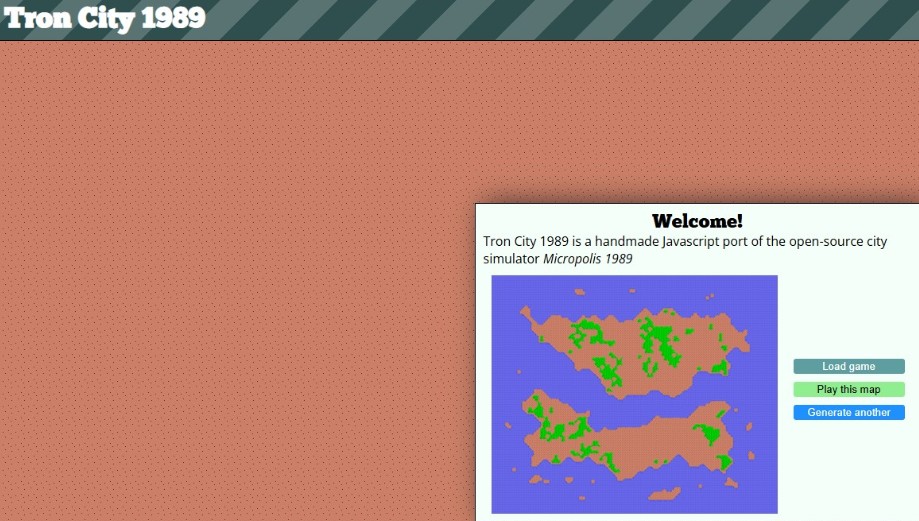 Tron City 1989
Welcome!
Tron City 1989 is a handmade Javascript port of the open-source city
simulator Micropolis 1989
Load game
Play this map
Generate another